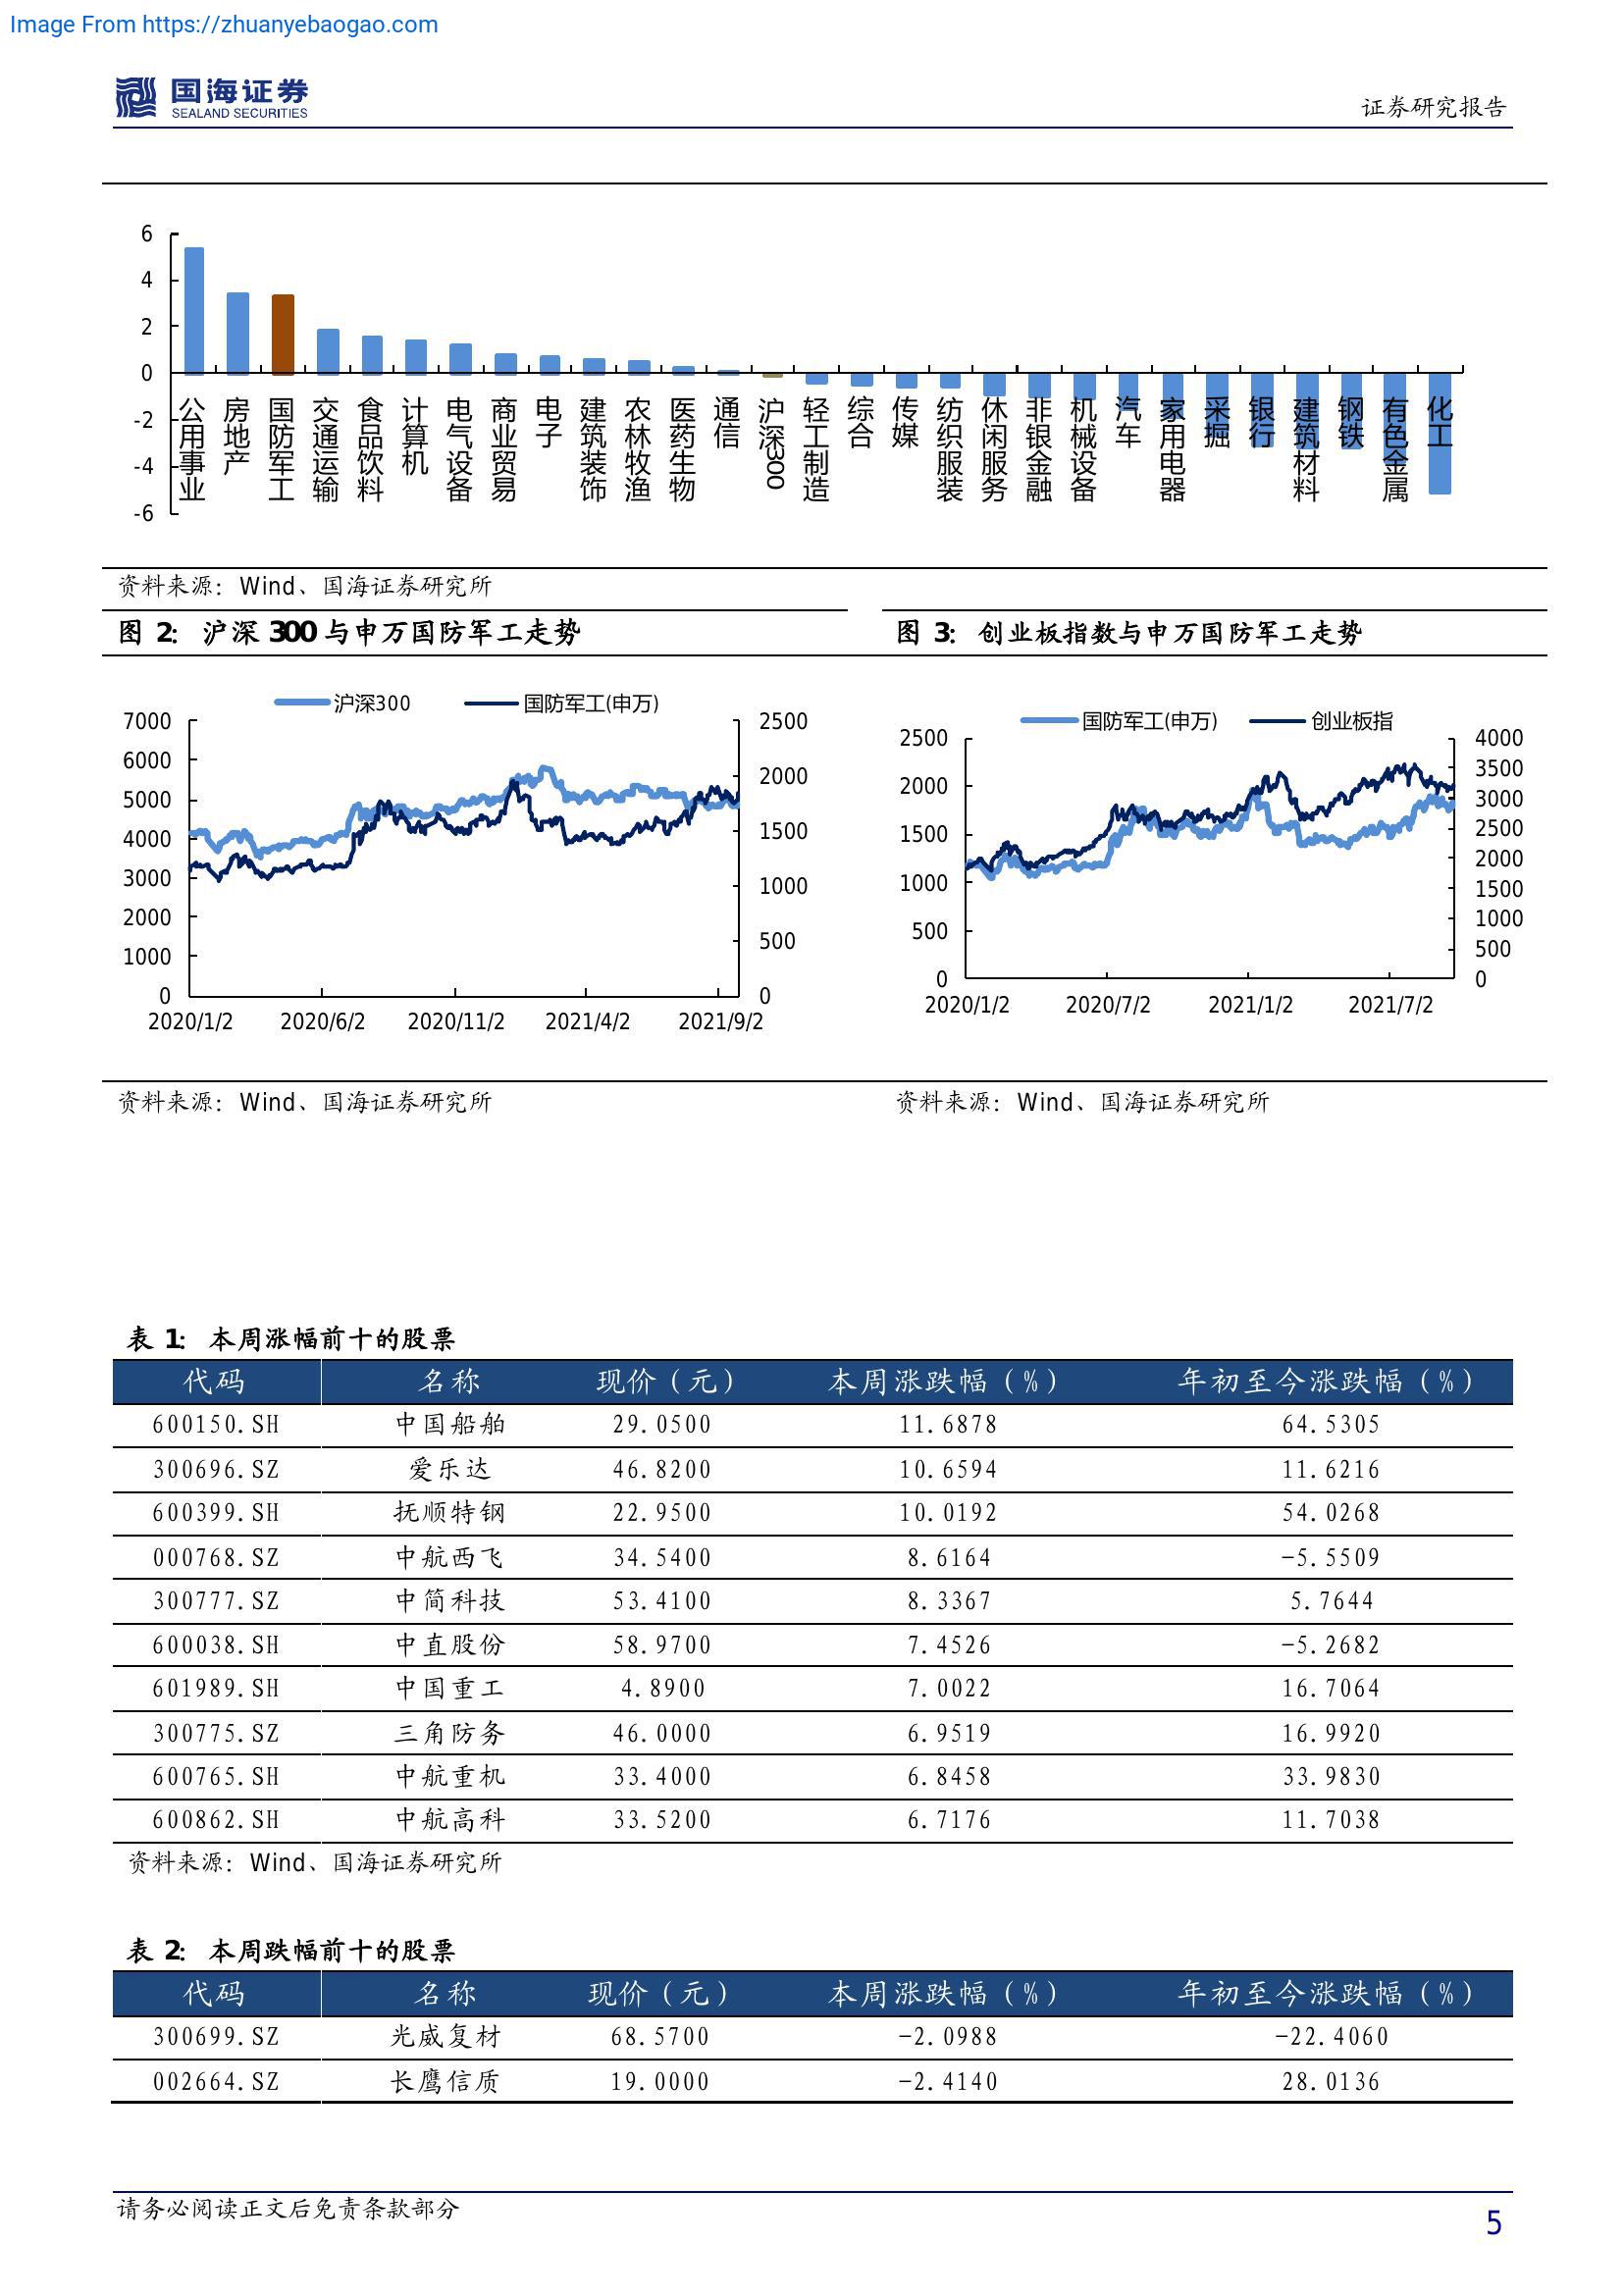 Image From https://zhuanyebaogao.com
国海证券
SEALAND SECURITIES
证券研究报告
6
4
2
0
-2
-4
-6
公用事业 房地产 国防军工 交通运输 食品饮料 计算机 电气设备 商业贸易 电子 建筑装饰 农林牧渔 医药生物 通信 沪深300 轻工制造 综合 传媒 纺织服装 休闲服务 非银金融 机械设备 汽车 家用电器 采掘 银行 建筑材料 钢铁 有色金属 化工
资料来源：Wind、国海证券研究所
图 2：沪深 300 与申万国防军工走势
沪深300 国防军工(申万)
7000
6000
5000
4000
3000
2000
1000
0
2500
2000
1500
1000
500
0
2020/1/2 2020/6/2 2020/11/2 2021/4/2 2021/9/2
资料来源：Wind、国海证券研究所
图 3：创业板指数与申万国防军工走势
国防军工(申万) 创业板指
2500
2000
1500
1000
500
0
4000
3500
3000
2500
2000
1500
1000
500
0
2020/1/2 2020/7/2 2021/1/2 2021/7/2
资料来源：Wind、国海证券研究所
表 1：本周涨幅前十的股票
代码 名称 现价（元） 本周涨跌幅（%） 年初至今涨跌幅（%）
600150.SH 中国船舶 29.0500 11.6878 64.5305
300696.SZ 爱乐达 46.8200 10.6594 11.6216
600399.SH 抚顺特钢 22.9500 10.0192 54.0268
000768.SZ 中航西飞 34.5400 8.6164 -5.5509
300777.SZ 中简科技 53.4100 8.3367 5.7644
600038.SH 中直股份 58.9700 7.4526 -5.2682
601989.SH 中国重工 4.8900 7.0022 16.7064
300775.SZ 三角防务 46.0000 6.9519 16.9920
600765.SH 中航重机 33.4000 6.8458 33.9830
600862.SH 中航高科 33.5200 6.7176 11.7038
资料来源：Wind、国海证券研究所
表 2：本周跌幅前十的股票
代码 名称 现价（元） 本周涨跌幅（%） 年初至今涨跌幅（%）
300699.SZ 光威复材 68.5700 -2.0988 -22.4060
002664.SZ 长鹰信质 19.0000 -2.4140 28.0136
请务必阅读正文后免责条款部分
5